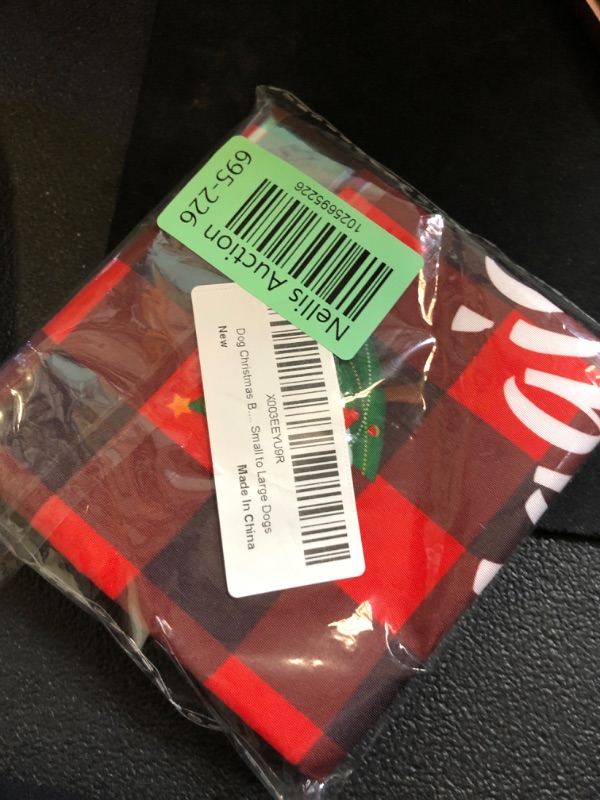 695-226
1025695226
Nellis Auction
X003EEYU9R
Dog Christmas B... Small to Large Dogs
New
Made In China